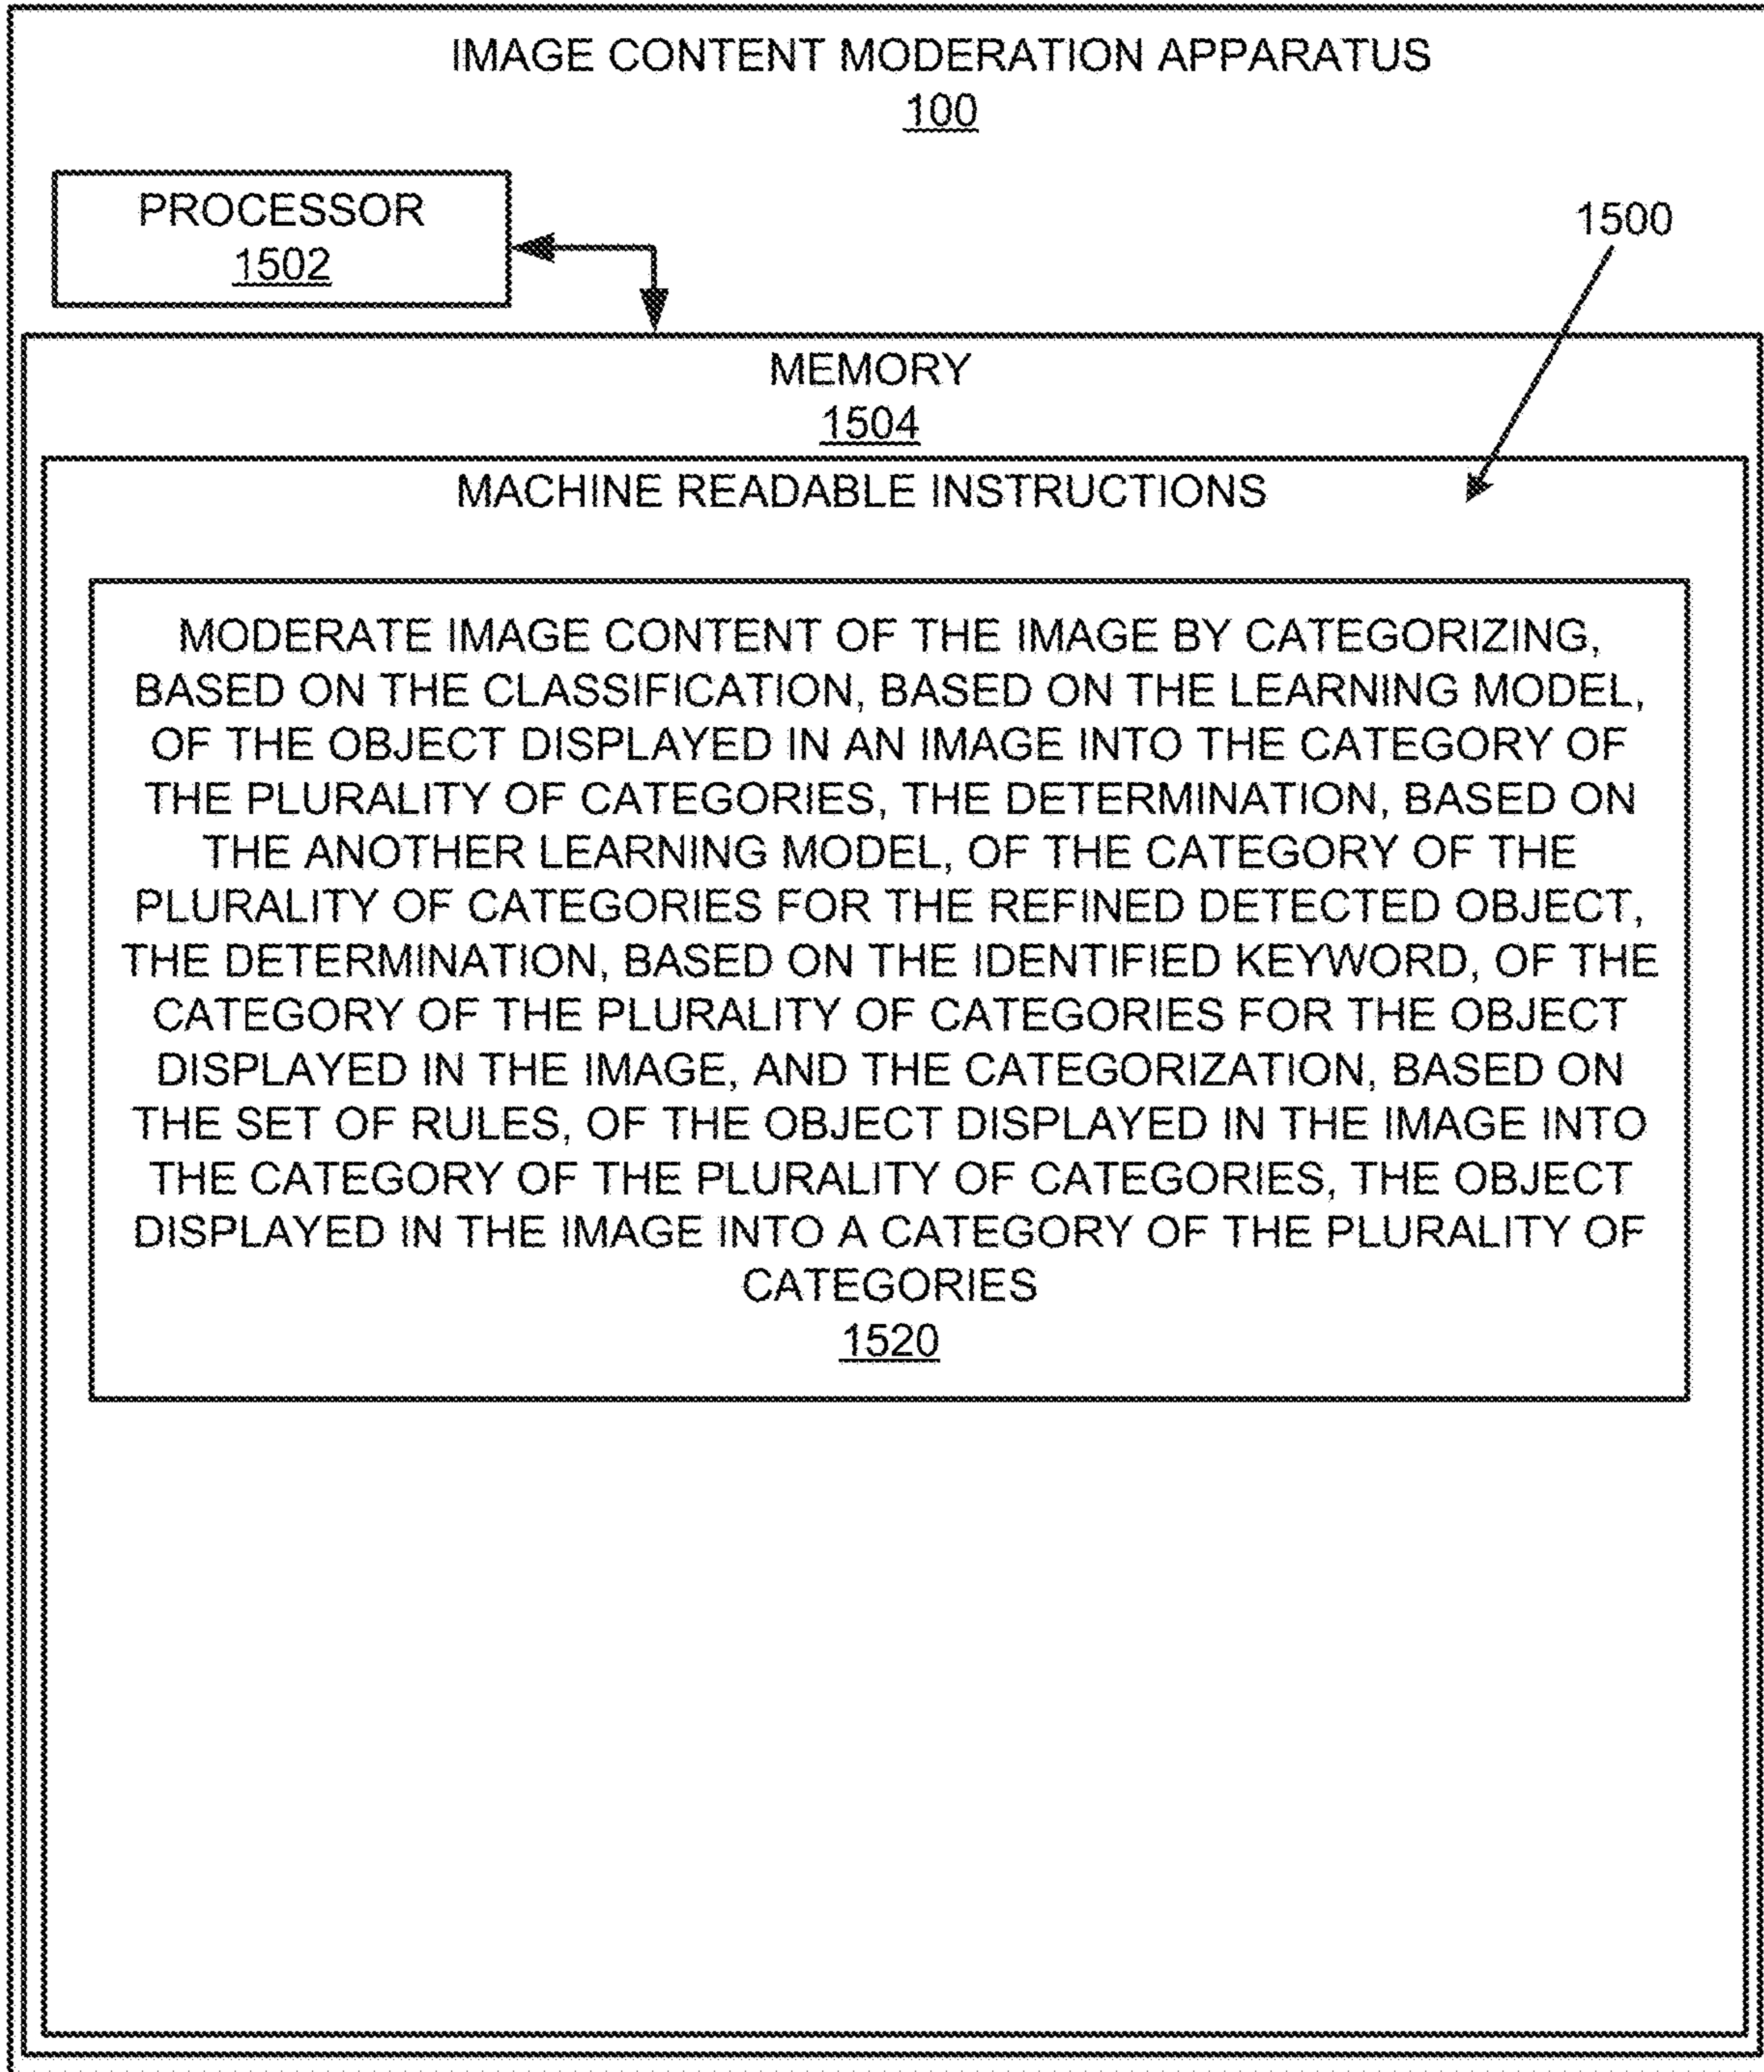 IMAGE CONTENT MODERATION APPARATUS
100
PROCESSOR
1502
1500
MEMORY
1504
MACHINE READABLE INSTRUCTIONS
MODERATE IMAGE CONTENT OF THE IMAGE BY CATEGORIZING,
BASED ON THE CLASSIFICATION, BASED ON THE LEARNING MODEL,
OF THE OBJECT DISPLAYED IN AN IMAGE INTO THE CATEGORY OF
THE PLURALITY OF CATEGORIES, THE DETERMINATION, BASED ON
THE ANOTHER LEARNING MODEL, OF THE CATEGORY OF THE
PLURALITY OF CATEGORIES FOR THE REFINED DETECTED OBJECT,
THE DETERMINATION, BASED ON THE IDENTIFIED KEYWORD, OF THE
CATEGORY OF THE PLURALITY OF CATEGORIES FOR THE OBJECT
DISPLAYED IN THE IMAGE, AND THE CATEGORIZATION, BASED ON
THE SET OF RULES, OF THE OBJECT DISPLAYED IN THE IMAGE INTO
THE CATEGORY OF THE PLURALITY OF CATEGORIES, THE OBJECT
DISPLAYED IN THE IMAGE INTO A CATEGORY OF THE PLURALITY OF
CATEGORIES
1520